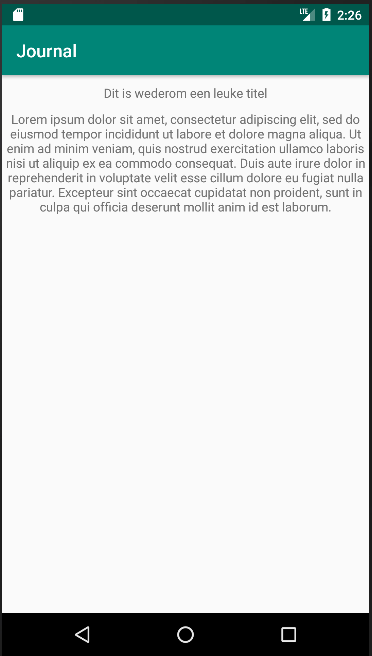 LTE 2:26
Journal
Dit is wederom een leuke titel
Lorem ipsum dolor sit amet, consectetur adipiscing elit, sed do
eiusmod tempor incididunt ut labore et dolore magna aliqua. Ut
enim ad minim veniam, quis nostrud exercitation ullamco laboris
nisi ut aliquip ex ea commodo consequat. Duis aute irure dolor in
reprehenderit in voluptate velit esse cillum dolore eu fugiat nulla
pariatur. Excepteur sint occaecat cupidatat non proident, sunt in
culpa qui officia deserunt mollit anim id est laborum.